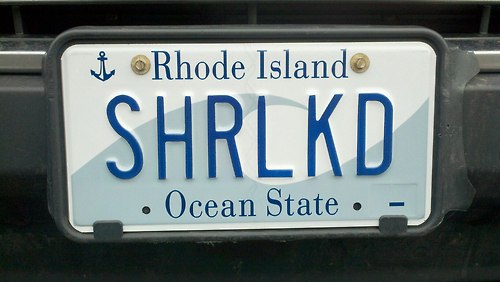 Rhode Island
SHRLKD
Ocean State